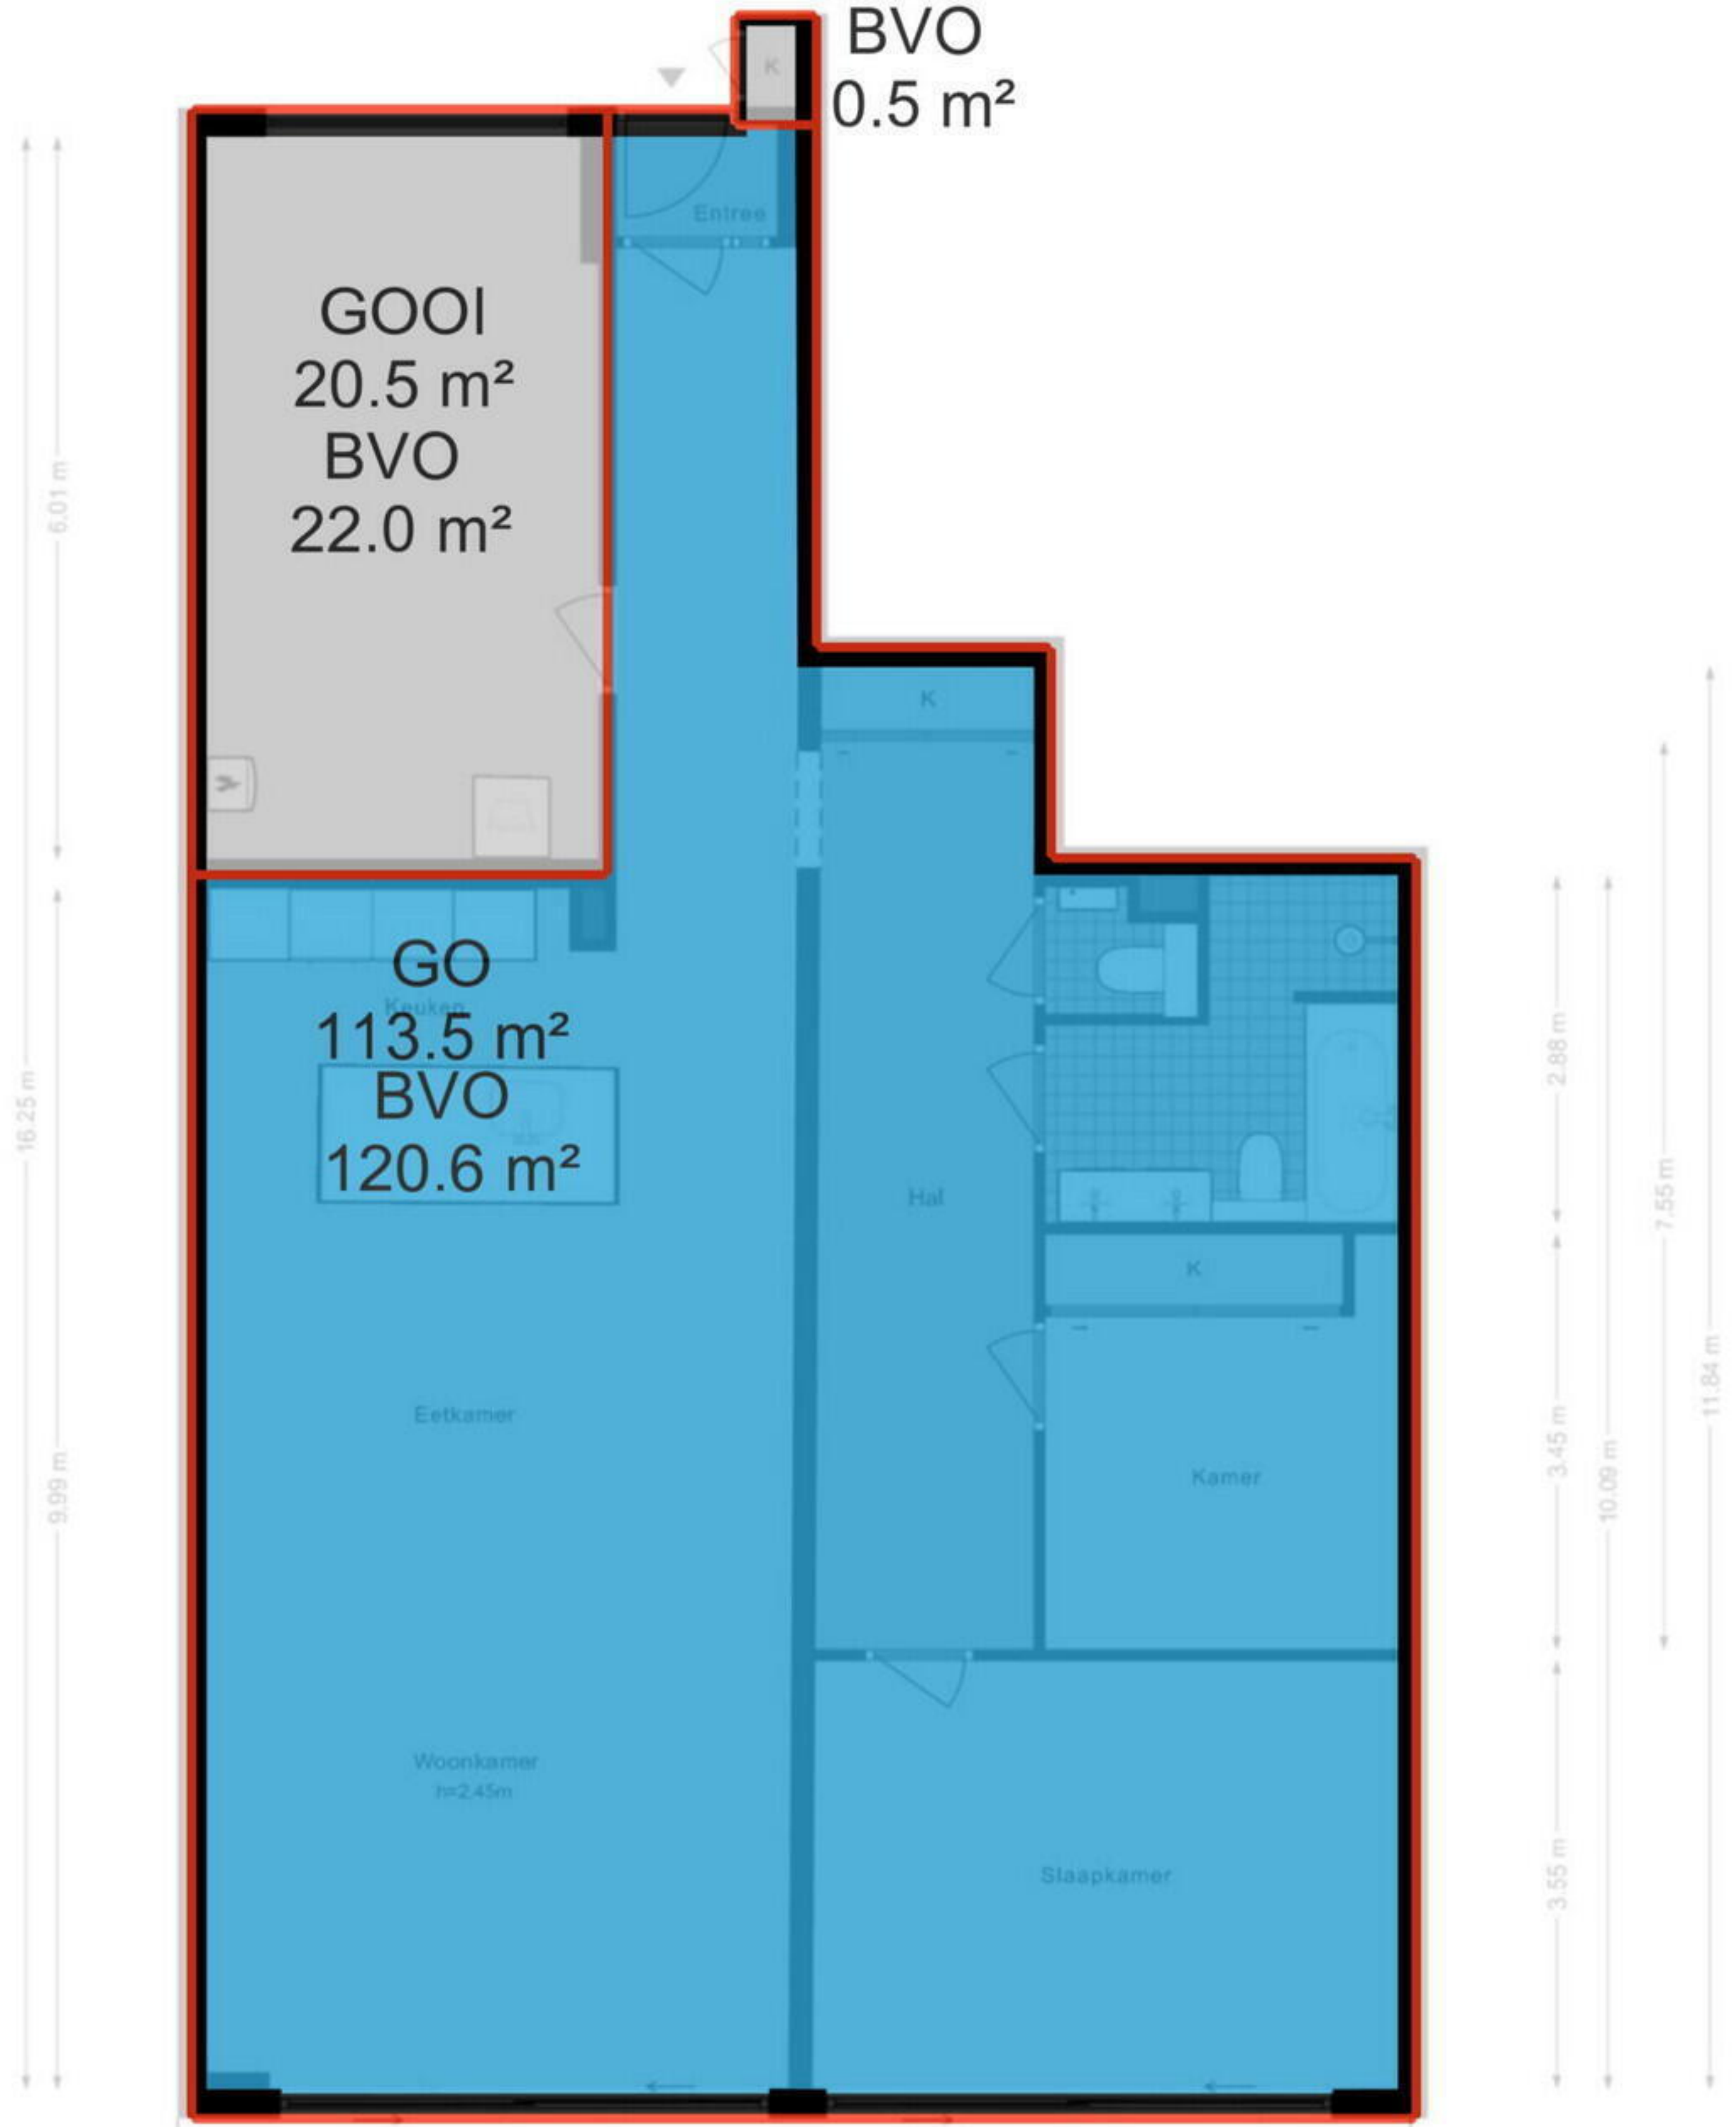 BVO
0.5 m²
K
Entree
GOOI
20.5 m²
BVO
22.0 m²
6.01 m
K
GO
Keuken
113.5 m²
BVO
120.6 m²
16.25 m
2.88 m
7.55 m
Hal
K
11.84 m
Eetkamer
3.45 m
10.09 m
Kamer
9.99 m
Woonkamer
h=2.45m
Slaapkamer
3.55 m